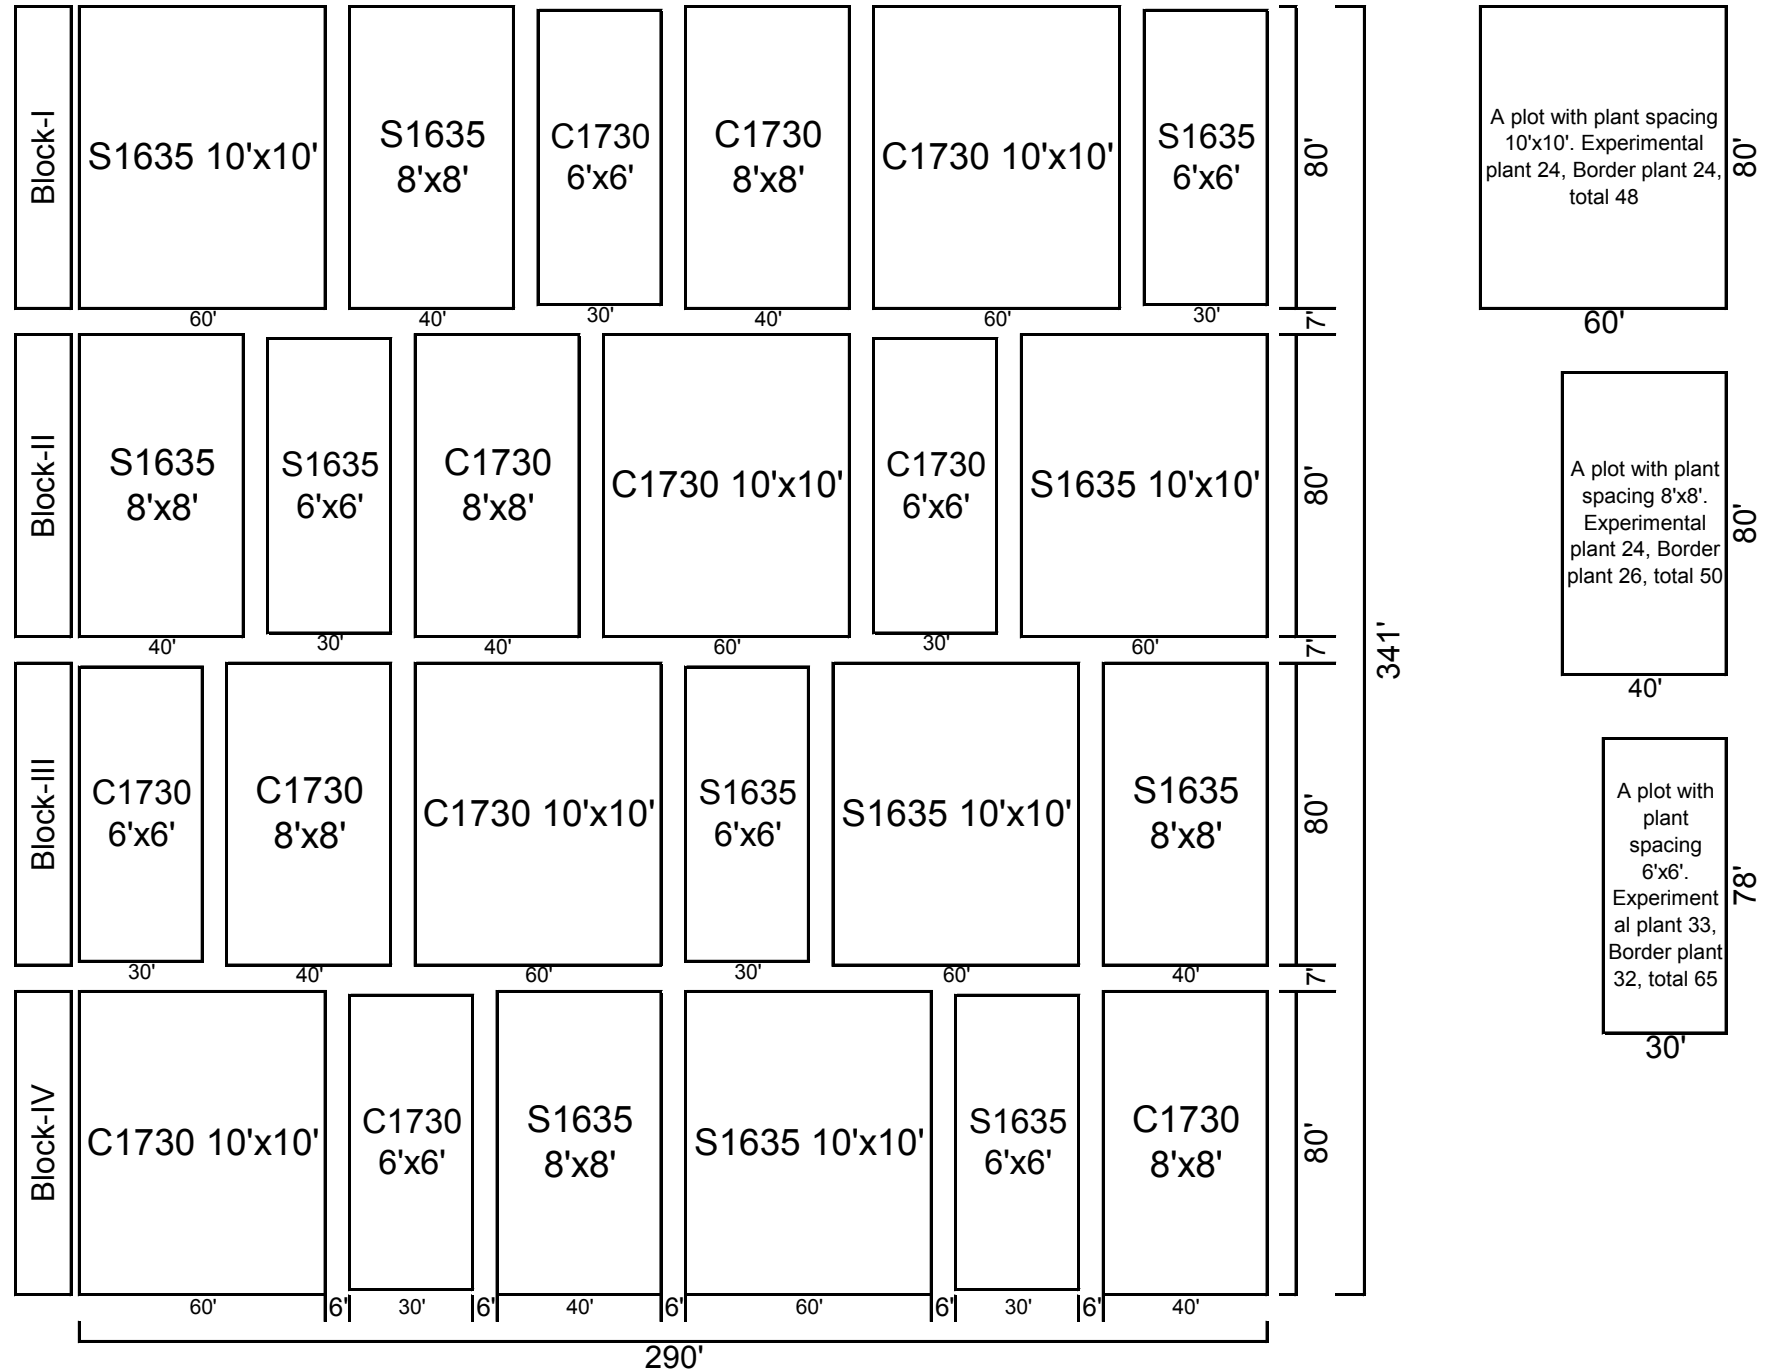 Block-I
S1635 10'x10'
S1635
8'x8'
C1730
6'x6'
C1730
8'x8'
C1730 10'x10'
S1635
6'x6'
80'
60'
40'
30'
40'
60'
30'
7'
Block-II
S1635
8'x8'
S1635
6'x6'
C1730
8'x8'
C1730 10'x10'
C1730
6'x6'
S1635 10'x10'
80'
40'
30'
40'
60'
30'
60'
7'
341'
Block-III
C1730
6'x6'
C1730
8'x8'
C1730 10'x10'
S1635
6'x6'
S1635 10'x10'
S1635
8'x8'
80'
30'
40'
60'
30'
60'
40'
7'
Block-IV
C1730 10'x10'
C1730
6'x6'
S1635
8'x8'
S1635 10'x10'
S1635
6'x6'
C1730
8'x8'
80'
60'
6'
30'
6'
40'
6'
60'
6'
30'
6'
40'
290'
A plot with plant spacing
10'x10'. Experimental
plant 24, Border plant 24,
total 48
80'
60'
A plot with plant
spacing 8'x8'.
Experimental
plant 24, Border
plant 26, total 50
80'
40'
A plot with
plant
spacing
6'x6'.
Experiment
al plant 33,
Border plant
32, total 65
78'
30'